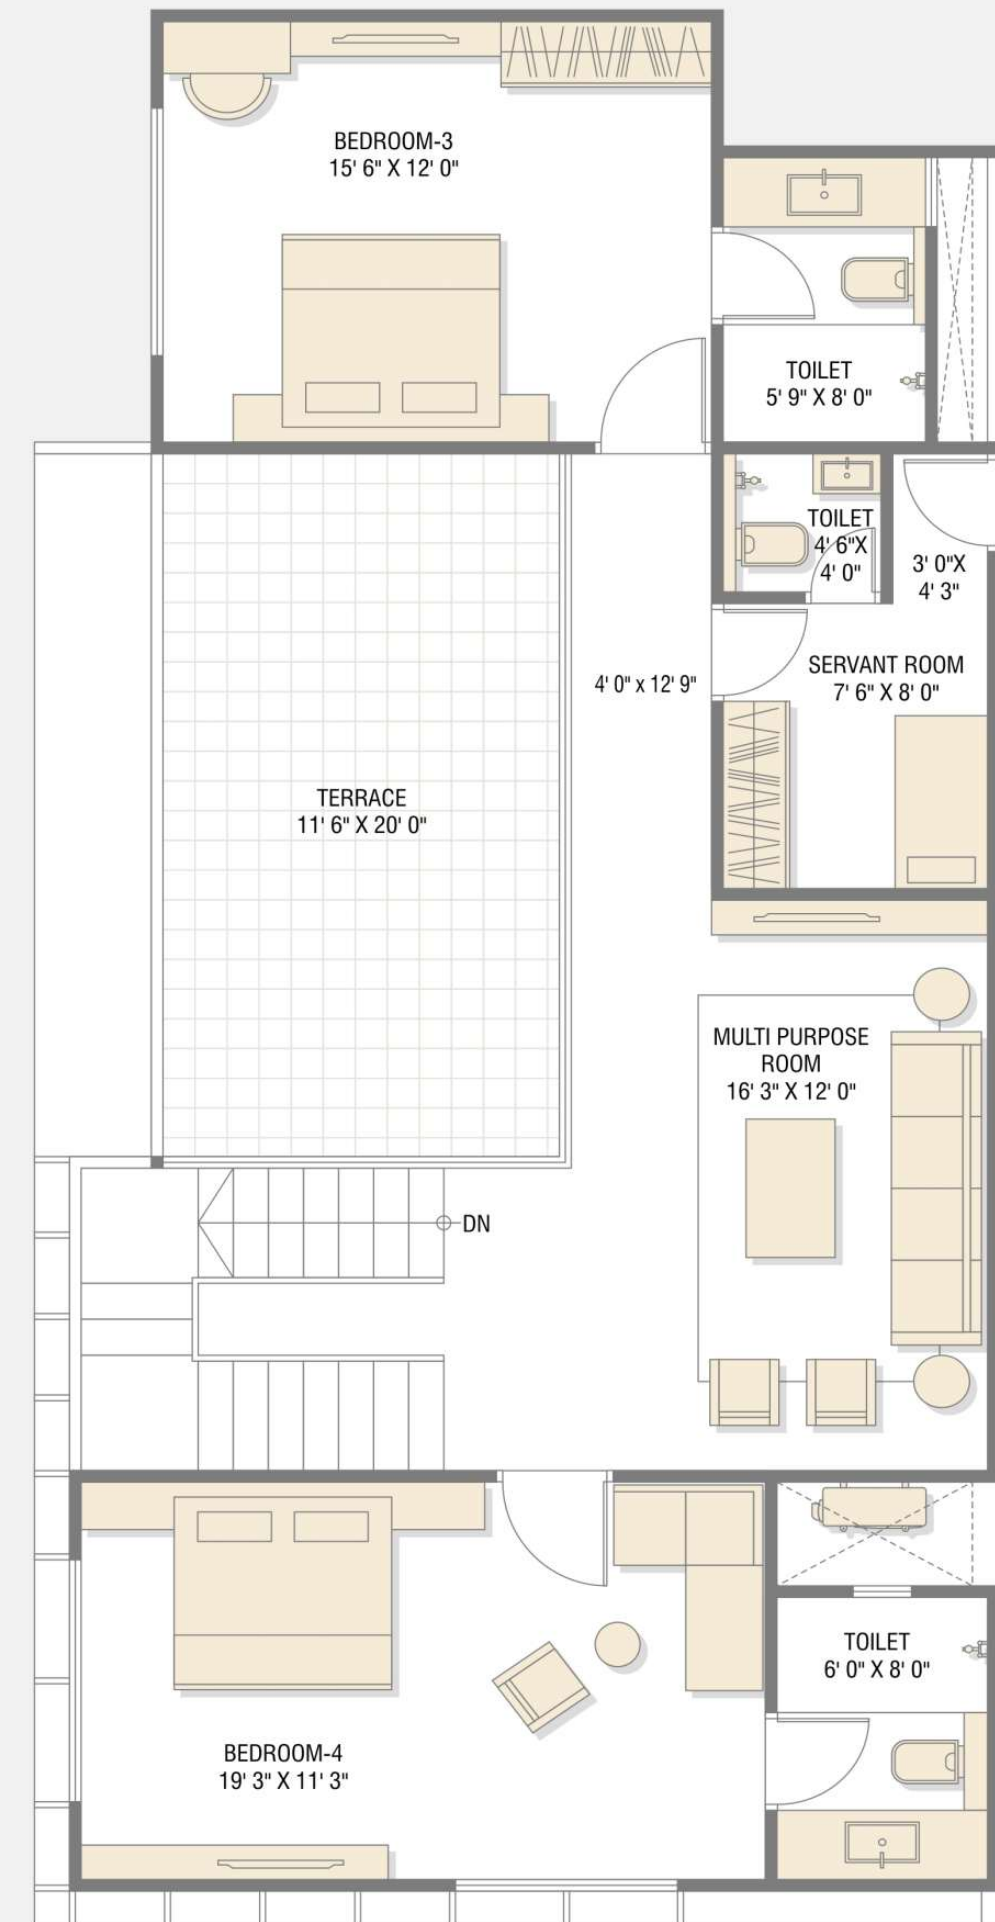 BEDROOM-3
15' 6" X 12' 0"
TOILET
5' 9" X 8' 0"
TOILET
4' 6"X
4' 0"
3' 0"X
4' 3"
SERVANT ROOM
7' 6" X 8' 0"
4' 0" x 12' 9"
TERRACE
11' 6" X 20' 0"
MULTI PURPOSE
ROOM
16' 3" X 12' 0"
DN
TOILET
6' 0" X 8' 0"
BEDROOM-4
19' 3" X 11' 3"